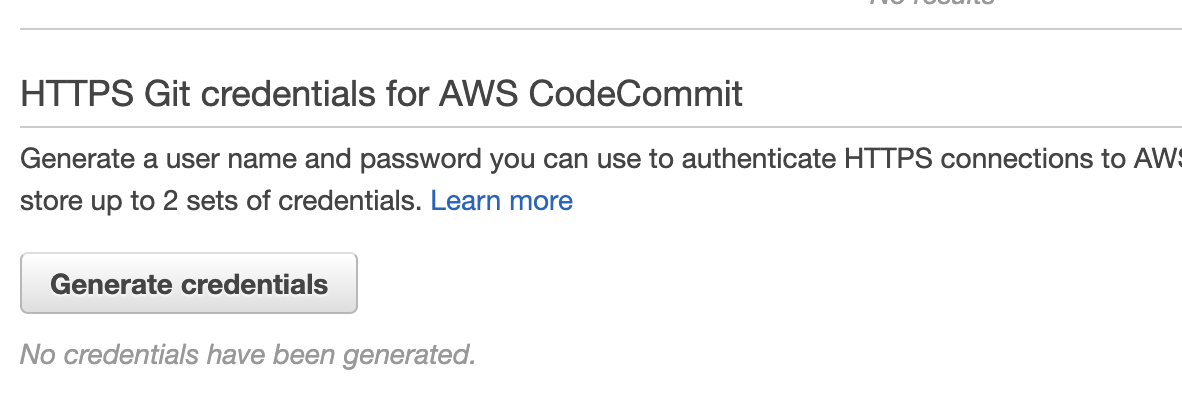 No results
HTTPS Git credentials for AWS CodeCommit
Generate a user name and password you can use to authenticate HTTPS connections to AWS
store up to 2 sets of credentials. Learn more
Generate credentials
No credentials have been generated.